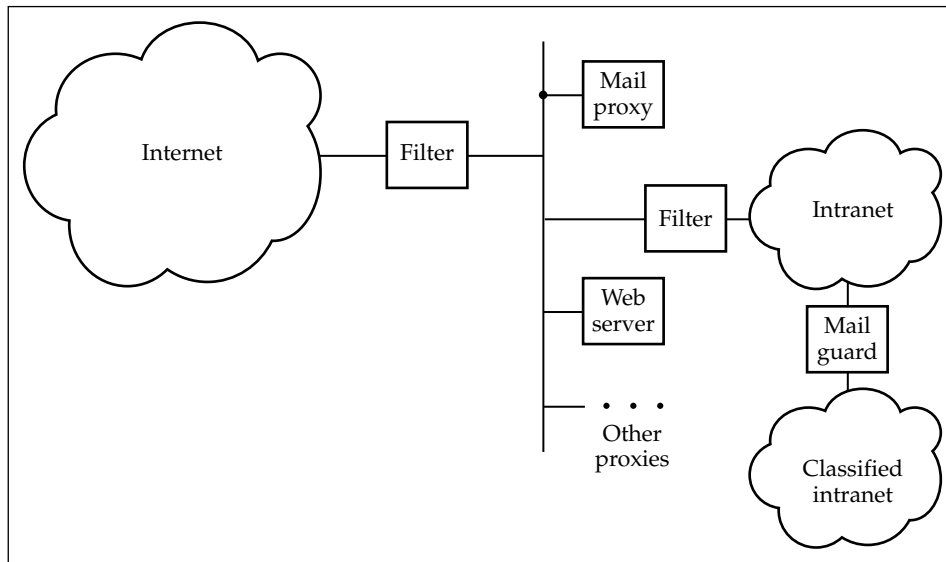 Internet
Filter
Mail
proxy
Filter
Intranet
Web
server
Mail
guard
Other
proxies
Classified
intranet